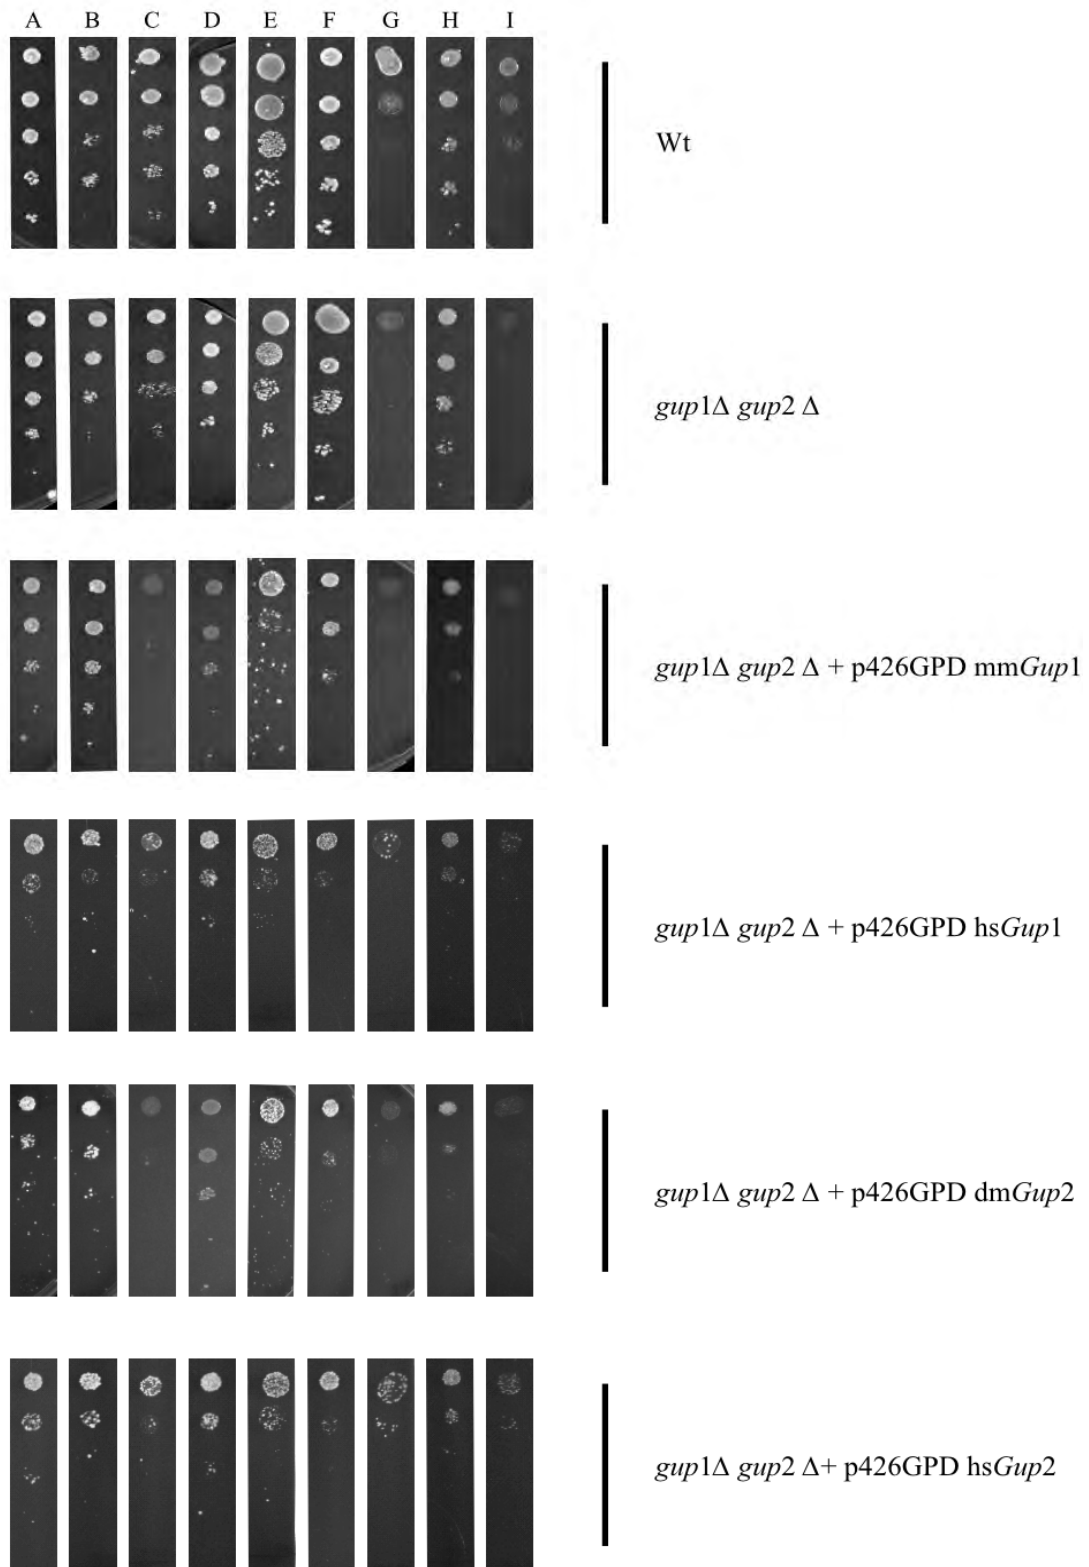 A B C D E F G H I
Wt
gup1Δ gup2 Δ
gup1Δ gup2 Δ + p426GPD mmGup1
gup1Δ gup2 Δ + p426GPD hsGup1
gup1Δ gup2 Δ + p426GPD dmGup2
gup1Δ gup2 Δ+ p426GPD hsGup2